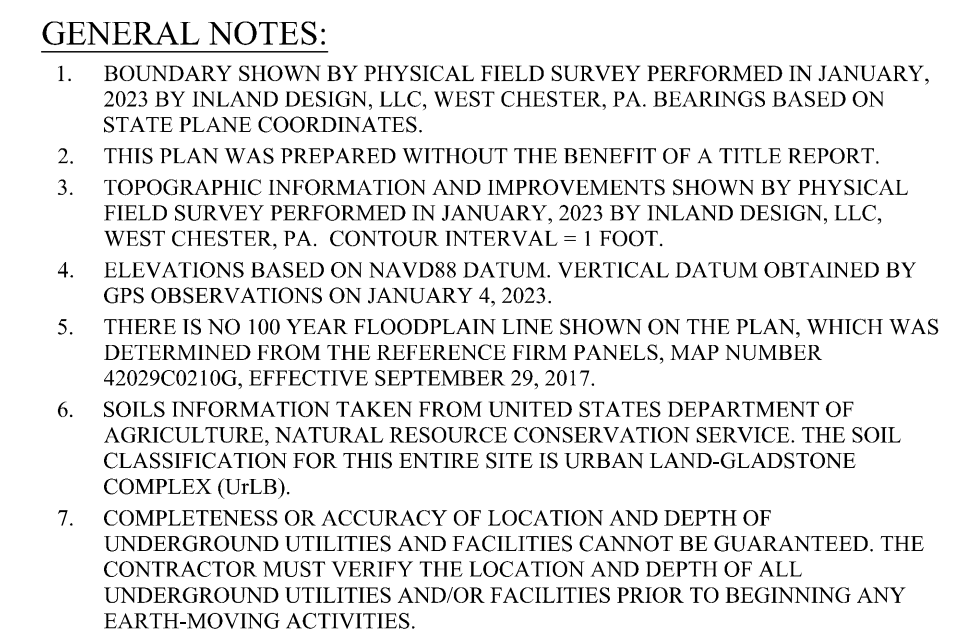 GENERAL NOTES:
1. BOUNDARY SHOWN BY PHYSICAL FIELD SURVEY PERFORMED IN JANUARY,
2023 BY INLAND DESIGN, LLC, WEST CHESTER, PA. BEARINGS BASED ON
STATE PLANE COORDINATES.
2. THIS PLAN WAS PREPARED WITHOUT THE BENEFIT OF A TITLE REPORT.
3. TOPOGRAPHIC INFORMATION AND IMPROVEMENTS SHOWN BY PHYSICAL
FIELD SURVEY PERFORMED IN JANUARY, 2023 BY INLAND DESIGN, LLC,
WEST CHESTER, PA. CONTOUR INTERVAL = 1 FOOT.
4. ELEVATIONS BASED ON NAVD88 DATUM. VERTICAL DATUM OBTAINED BY
GPS OBSERVATIONS ON JANUARY 4, 2023.
5. THERE IS NO 100 YEAR FLOODPLAIN LINE SHOWN ON THE PLAN, WHICH WAS
DETERMINED FROM THE REFERENCE FIRM PANELS, MAP NUMBER
42029C0210G, EFFECTIVE SEPTEMBER 29, 2017.
6. SOILS INFORMATION TAKEN FROM UNITED STATES DEPARTMENT OF
AGRICULTURE, NATURAL RESOURCE CONSERVATION SERVICE. THE SOIL
CLASSIFICATION FOR THIS ENTIRE SITE IS URBAN LAND-GLADSTONE
COMPLEX (UrLB).
7. COMPLETENESS OR ACCURACY OF LOCATION AND DEPTH OF
UNDERGROUND UTILITIES AND FACILITIES CANNOT BE GUARANTEED. THE
CONTRACTOR MUST VERIFY THE LOCATION AND DEPTH OF ALL
UNDERGROUND UTILITIES AND/OR FACILITIES PRIOR TO BEGINNING ANY
EARTH-MOVING ACTIVITIES.